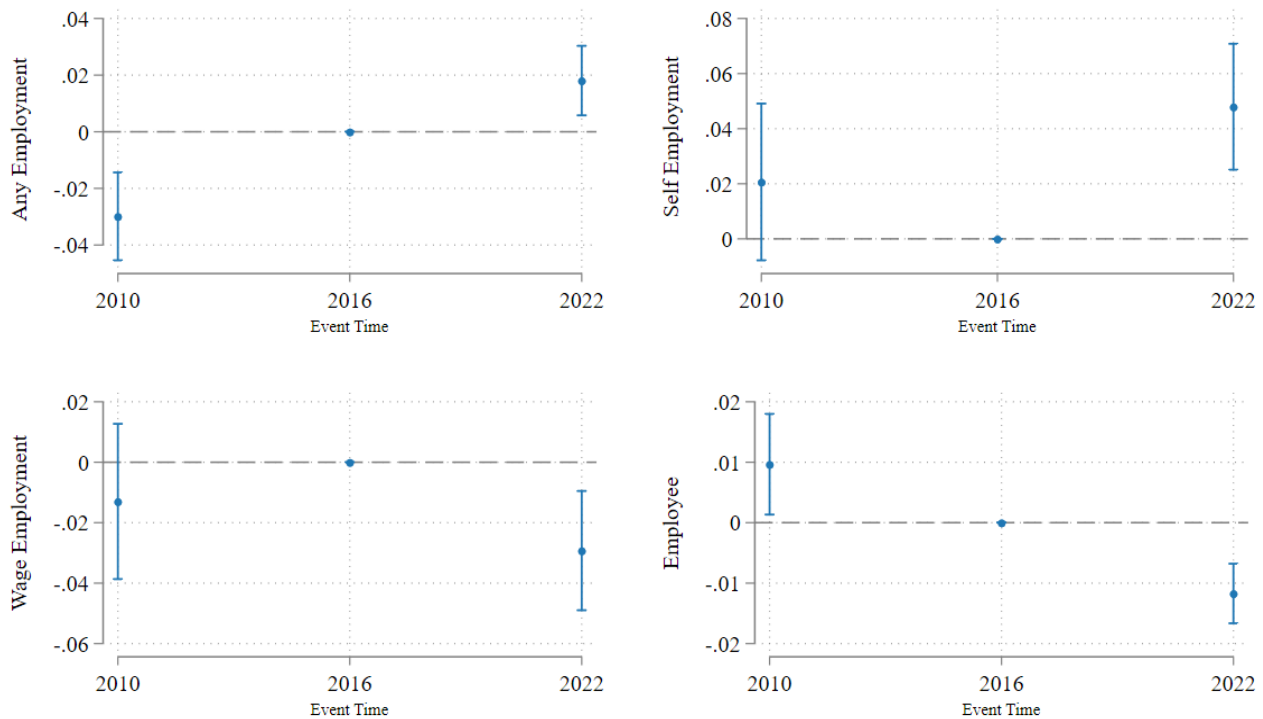 Any Employment
.04
.02
0
-.02
-.04
2010 2016 2022
Event Time
Self Employment
.08
.06
.04
.02
0
2010 2016 2022
Event Time
Wage Employment
.02
0
-.02
-.04
-.06
2010 2016 2022
Event Time
Employee
.02
.01
0
-.01
-.02
2010 2016 2022
Event Time